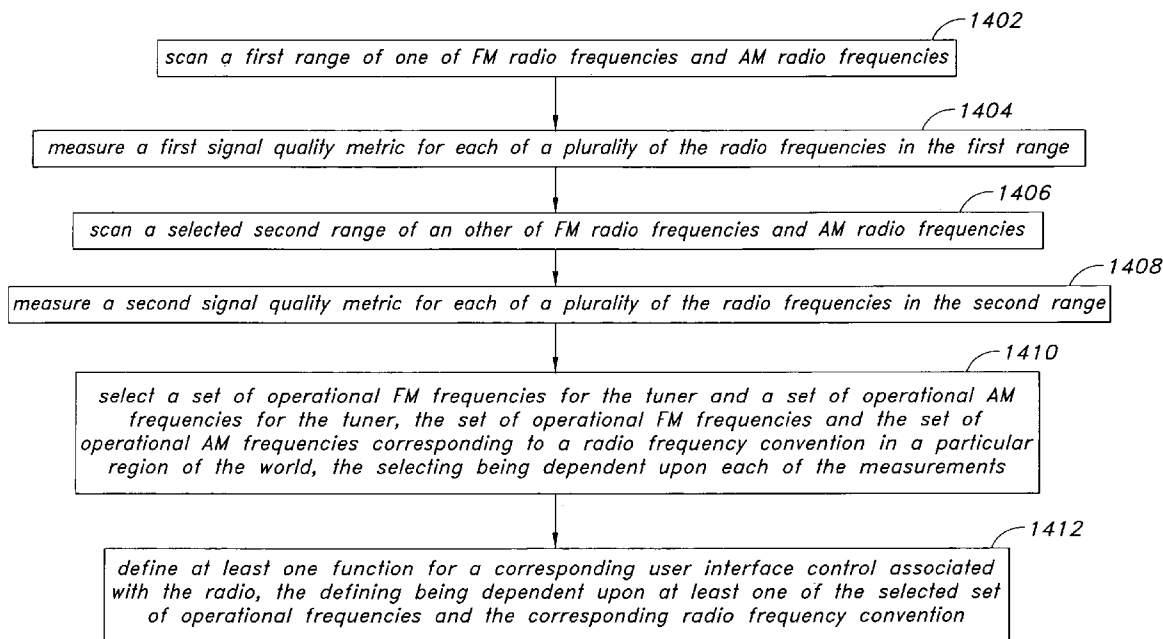 1402
scan a first range of one of FM radio frequencies and AM radio frequencies
1404
measure a first signal quality metric for each of a plurality of the radio frequencies in the first range
1406
scan a selected second range of an other of FM radio frequencies and AM radio frequencies
1408
measure a second signal quality metric for each of a plurality of the radio frequencies in the second range
1410
select a set of operational FM frequencies for the tuner and a set of operational AM
frequencies for the tuner, the set of operational FM frequencies and the set of
operational AM frequencies corresponding to a radio frequency convention in a particular
region of the world, the selecting being dependent upon each of the measurements
1412
define at least one function for a corresponding user interface control associated
with the radio, the defining being dependent upon at least one of the selected set
of operational frequencies and the corresponding radio frequency convention